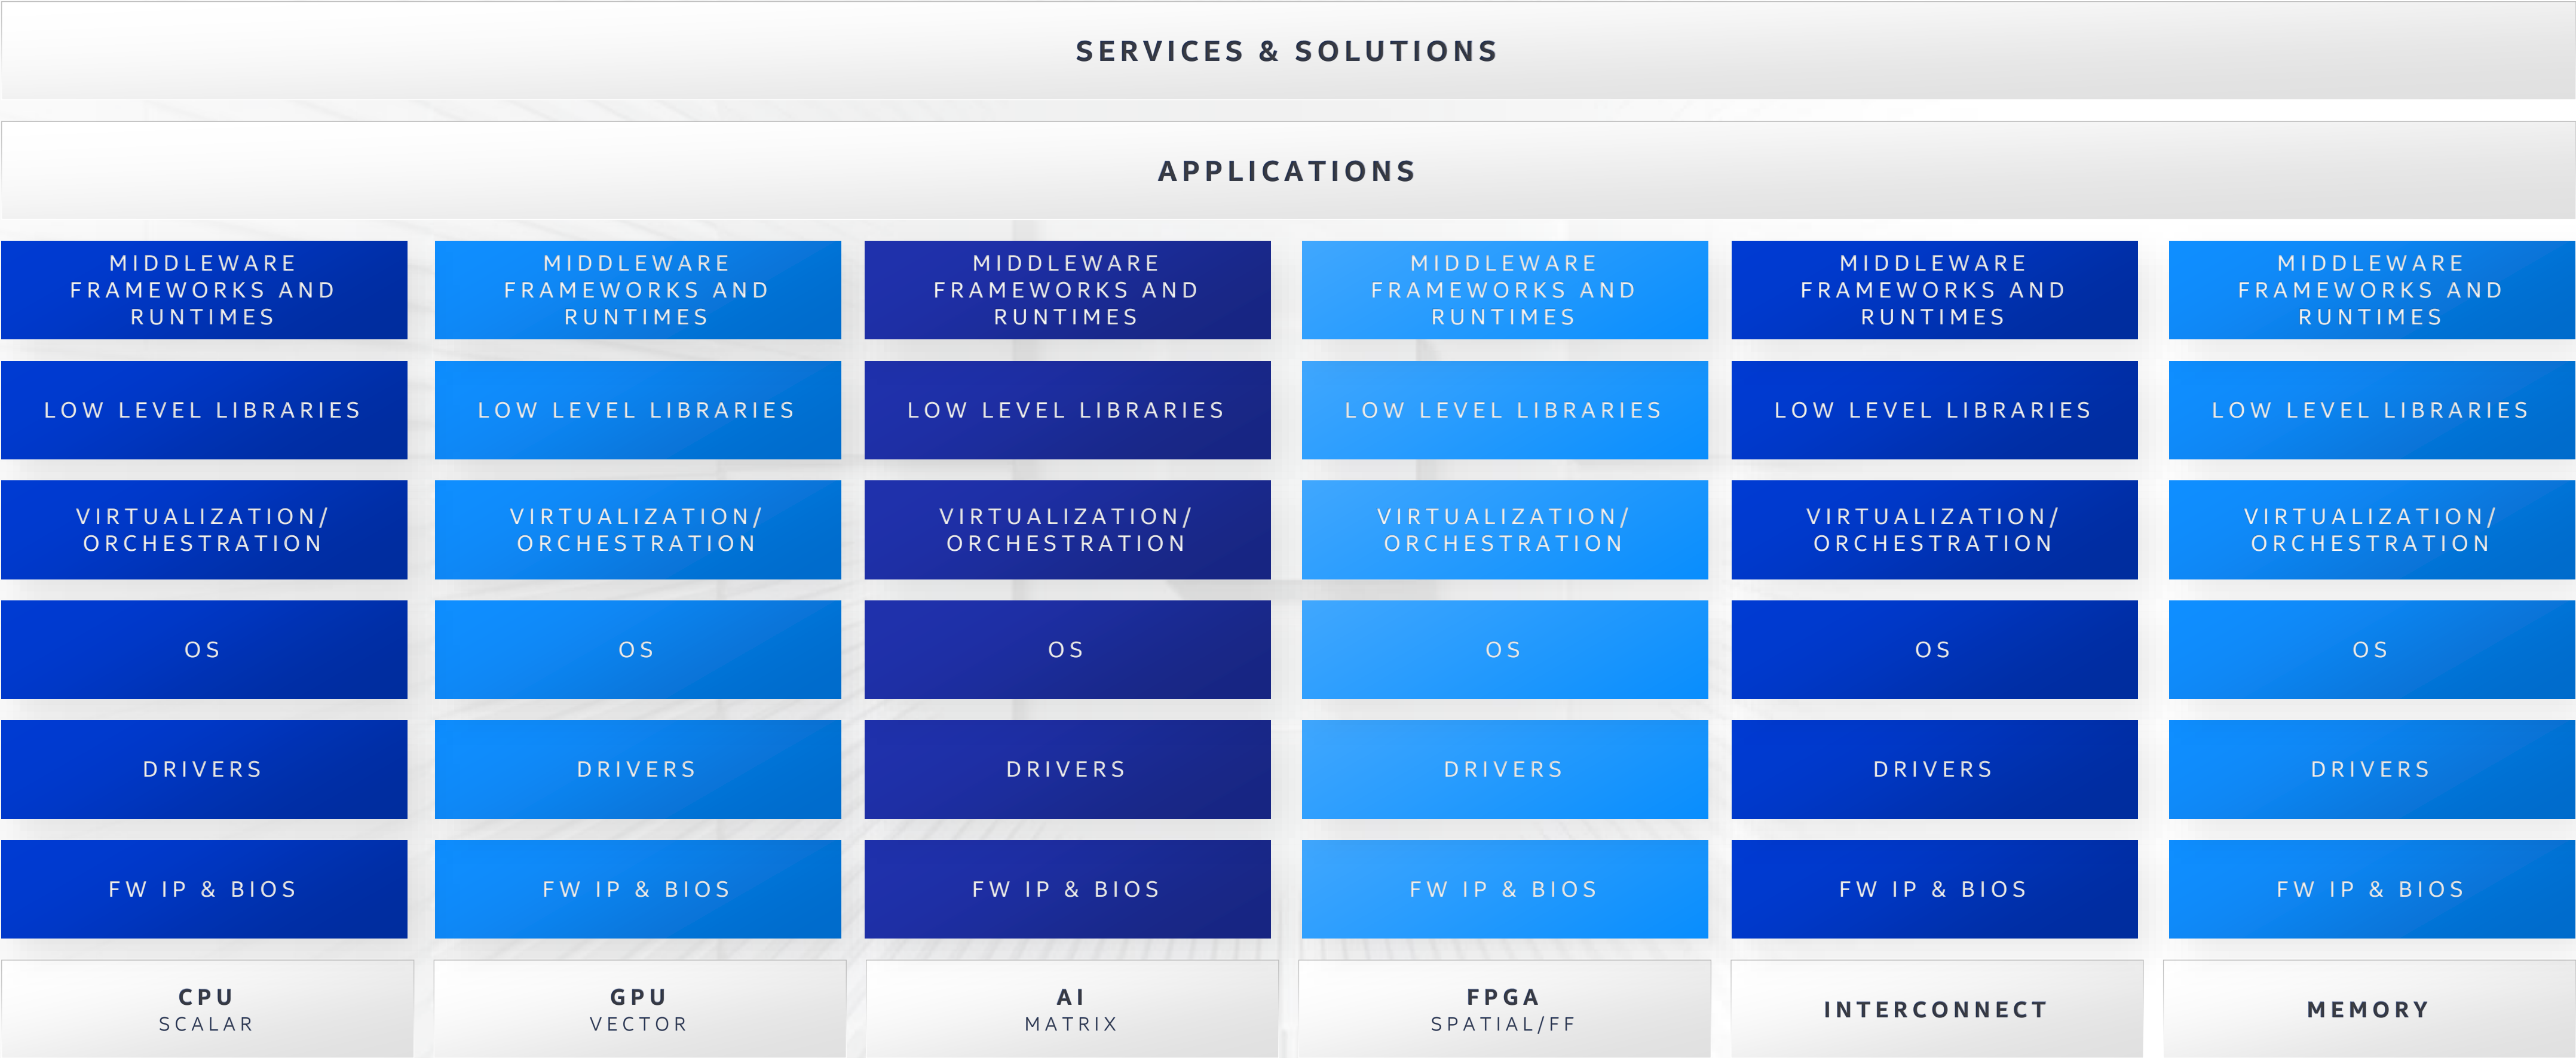 SERVICES & SOLUTIONS
APPLICATIONS
MIDDLEWARE
FRAMEWORKS AND
RUNTIMES
MIDDLEWARE
FRAMEWORKS AND
RUNTIMES
MIDDLEWARE
FRAMEWORKS AND
RUNTIMES
MIDDLEWARE
FRAMEWORKS AND
RUNTIMES
MIDDLEWARE
FRAMEWORKS AND
RUNTIMES
MIDDLEWARE
FRAMEWORKS AND
RUNTIMES
LOW LEVEL LIBRARIES
LOW LEVEL LIBRARIES
LOW LEVEL LIBRARIES
LOW LEVEL LIBRARIES
LOW LEVEL LIBRARIES
LOW LEVEL LIBRARIES
VIRTUALIZATION/
ORCHESTRATION
VIRTUALIZATION/
ORCHESTRATION
VIRTUALIZATION/
ORCHESTRATION
VIRTUALIZATION/
ORCHESTRATION
VIRTUALIZATION/
ORCHESTRATION
VIRTUALIZATION/
ORCHESTRATION
OS
OS
OS
OS
OS
OS
DRIVERS
DRIVERS
DRIVERS
DRIVERS
DRIVERS
DRIVERS
FW IP & BIOS
FW IP & BIOS
FW IP & BIOS
FW IP & BIOS
FW IP & BIOS
FW IP & BIOS
CPU
SCALAR
GPU
VECTOR
AI
MATRIX
FPGA
SPATIAL/FF
INTERCONNECT
MEMORY